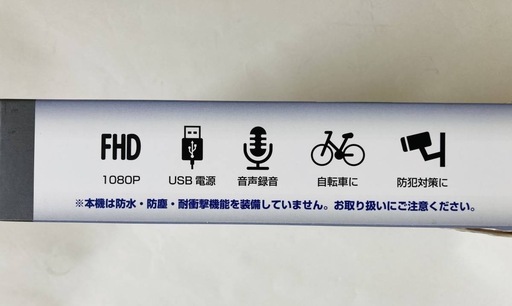 FHD
1080P USB 電源 音声録音 自転車に 防犯対策に
※本機は防水・防塵・耐衝撃機能を装備していません。お取り扱いにご注意ください。